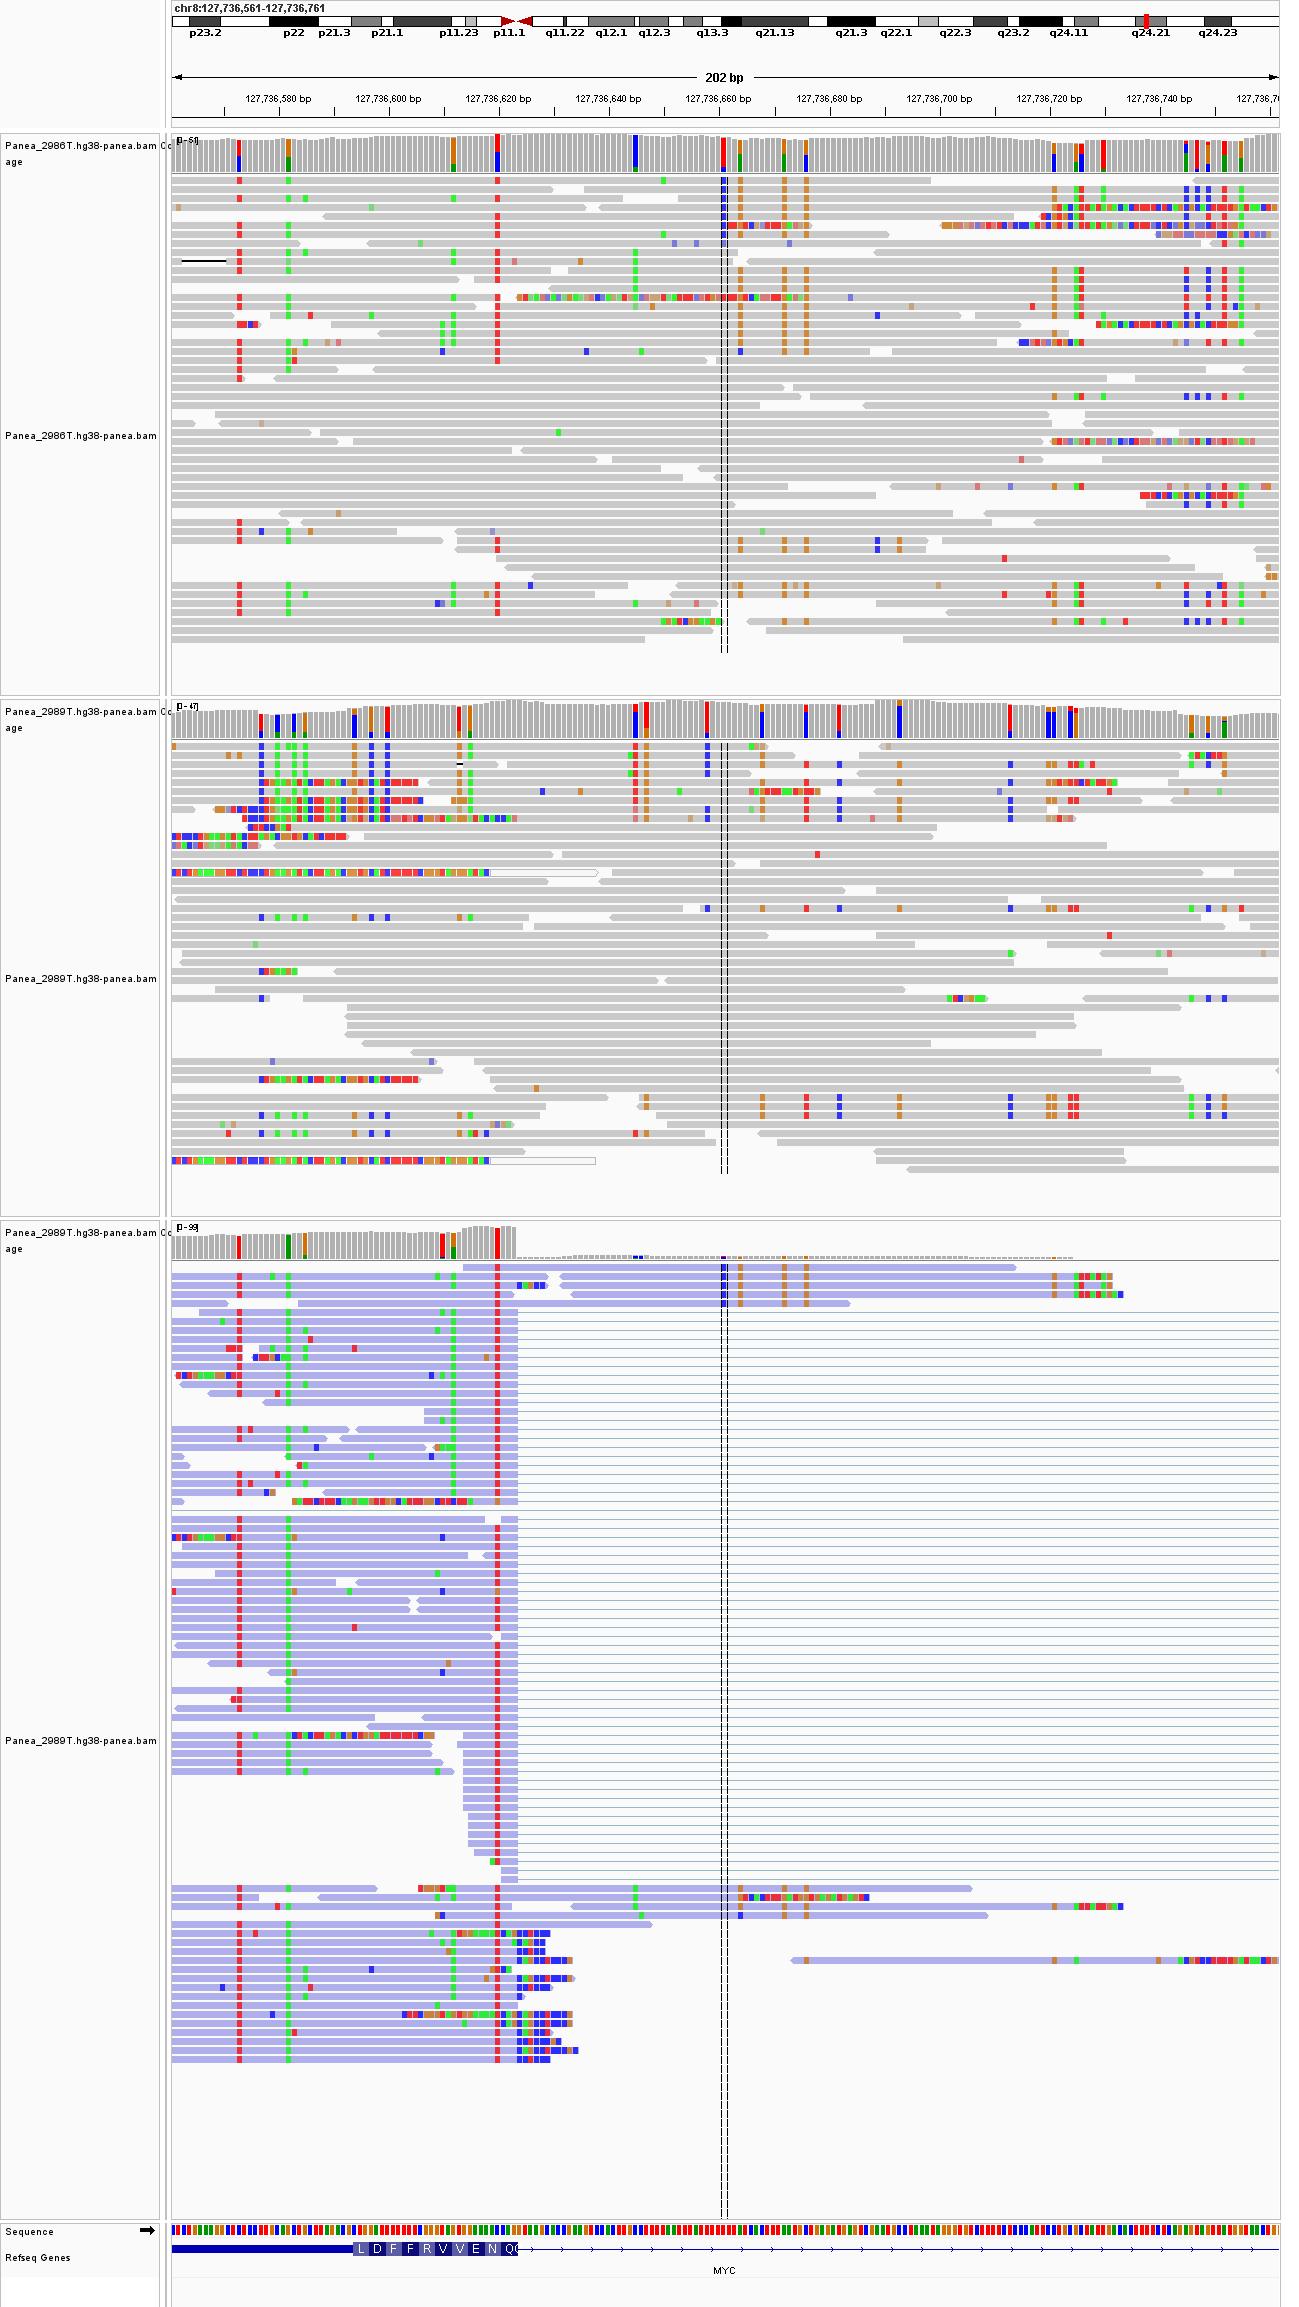 chr8:127,736,561-127,736,761
p23.2 p22 p21.3 p21.1 p11.23 p11.1 q11.22 q12.1 q12.3 q13.3 q21.13 q21.3 q22.1 q22.3 q23.2 q24.11 q24.21 q24.23
202 bp
127,736,580 bp 127,736,600 bp 127,736,620 bp 127,736,640 bp 127,736,660 bp 127,736,680 bp 127,736,700 bp 127,736,720 bp 127,736,740 bp 127,736,7
Panea_2986T.hg38-panea.bam Co
age
[0 - 51]
Panea_2986T.hg38-panea.bam
Panea_2989T.hg38-panea.bam Co
age
[0 - 47]
Panea_2989T.hg38-panea.bam
Panea_2989T.hg38-panea.bam Co
age
[0 - 99]
Panea_2989T.hg38-panea.bam
Sequence
Refseq Genes
L D F F R V V E N Q
MYC